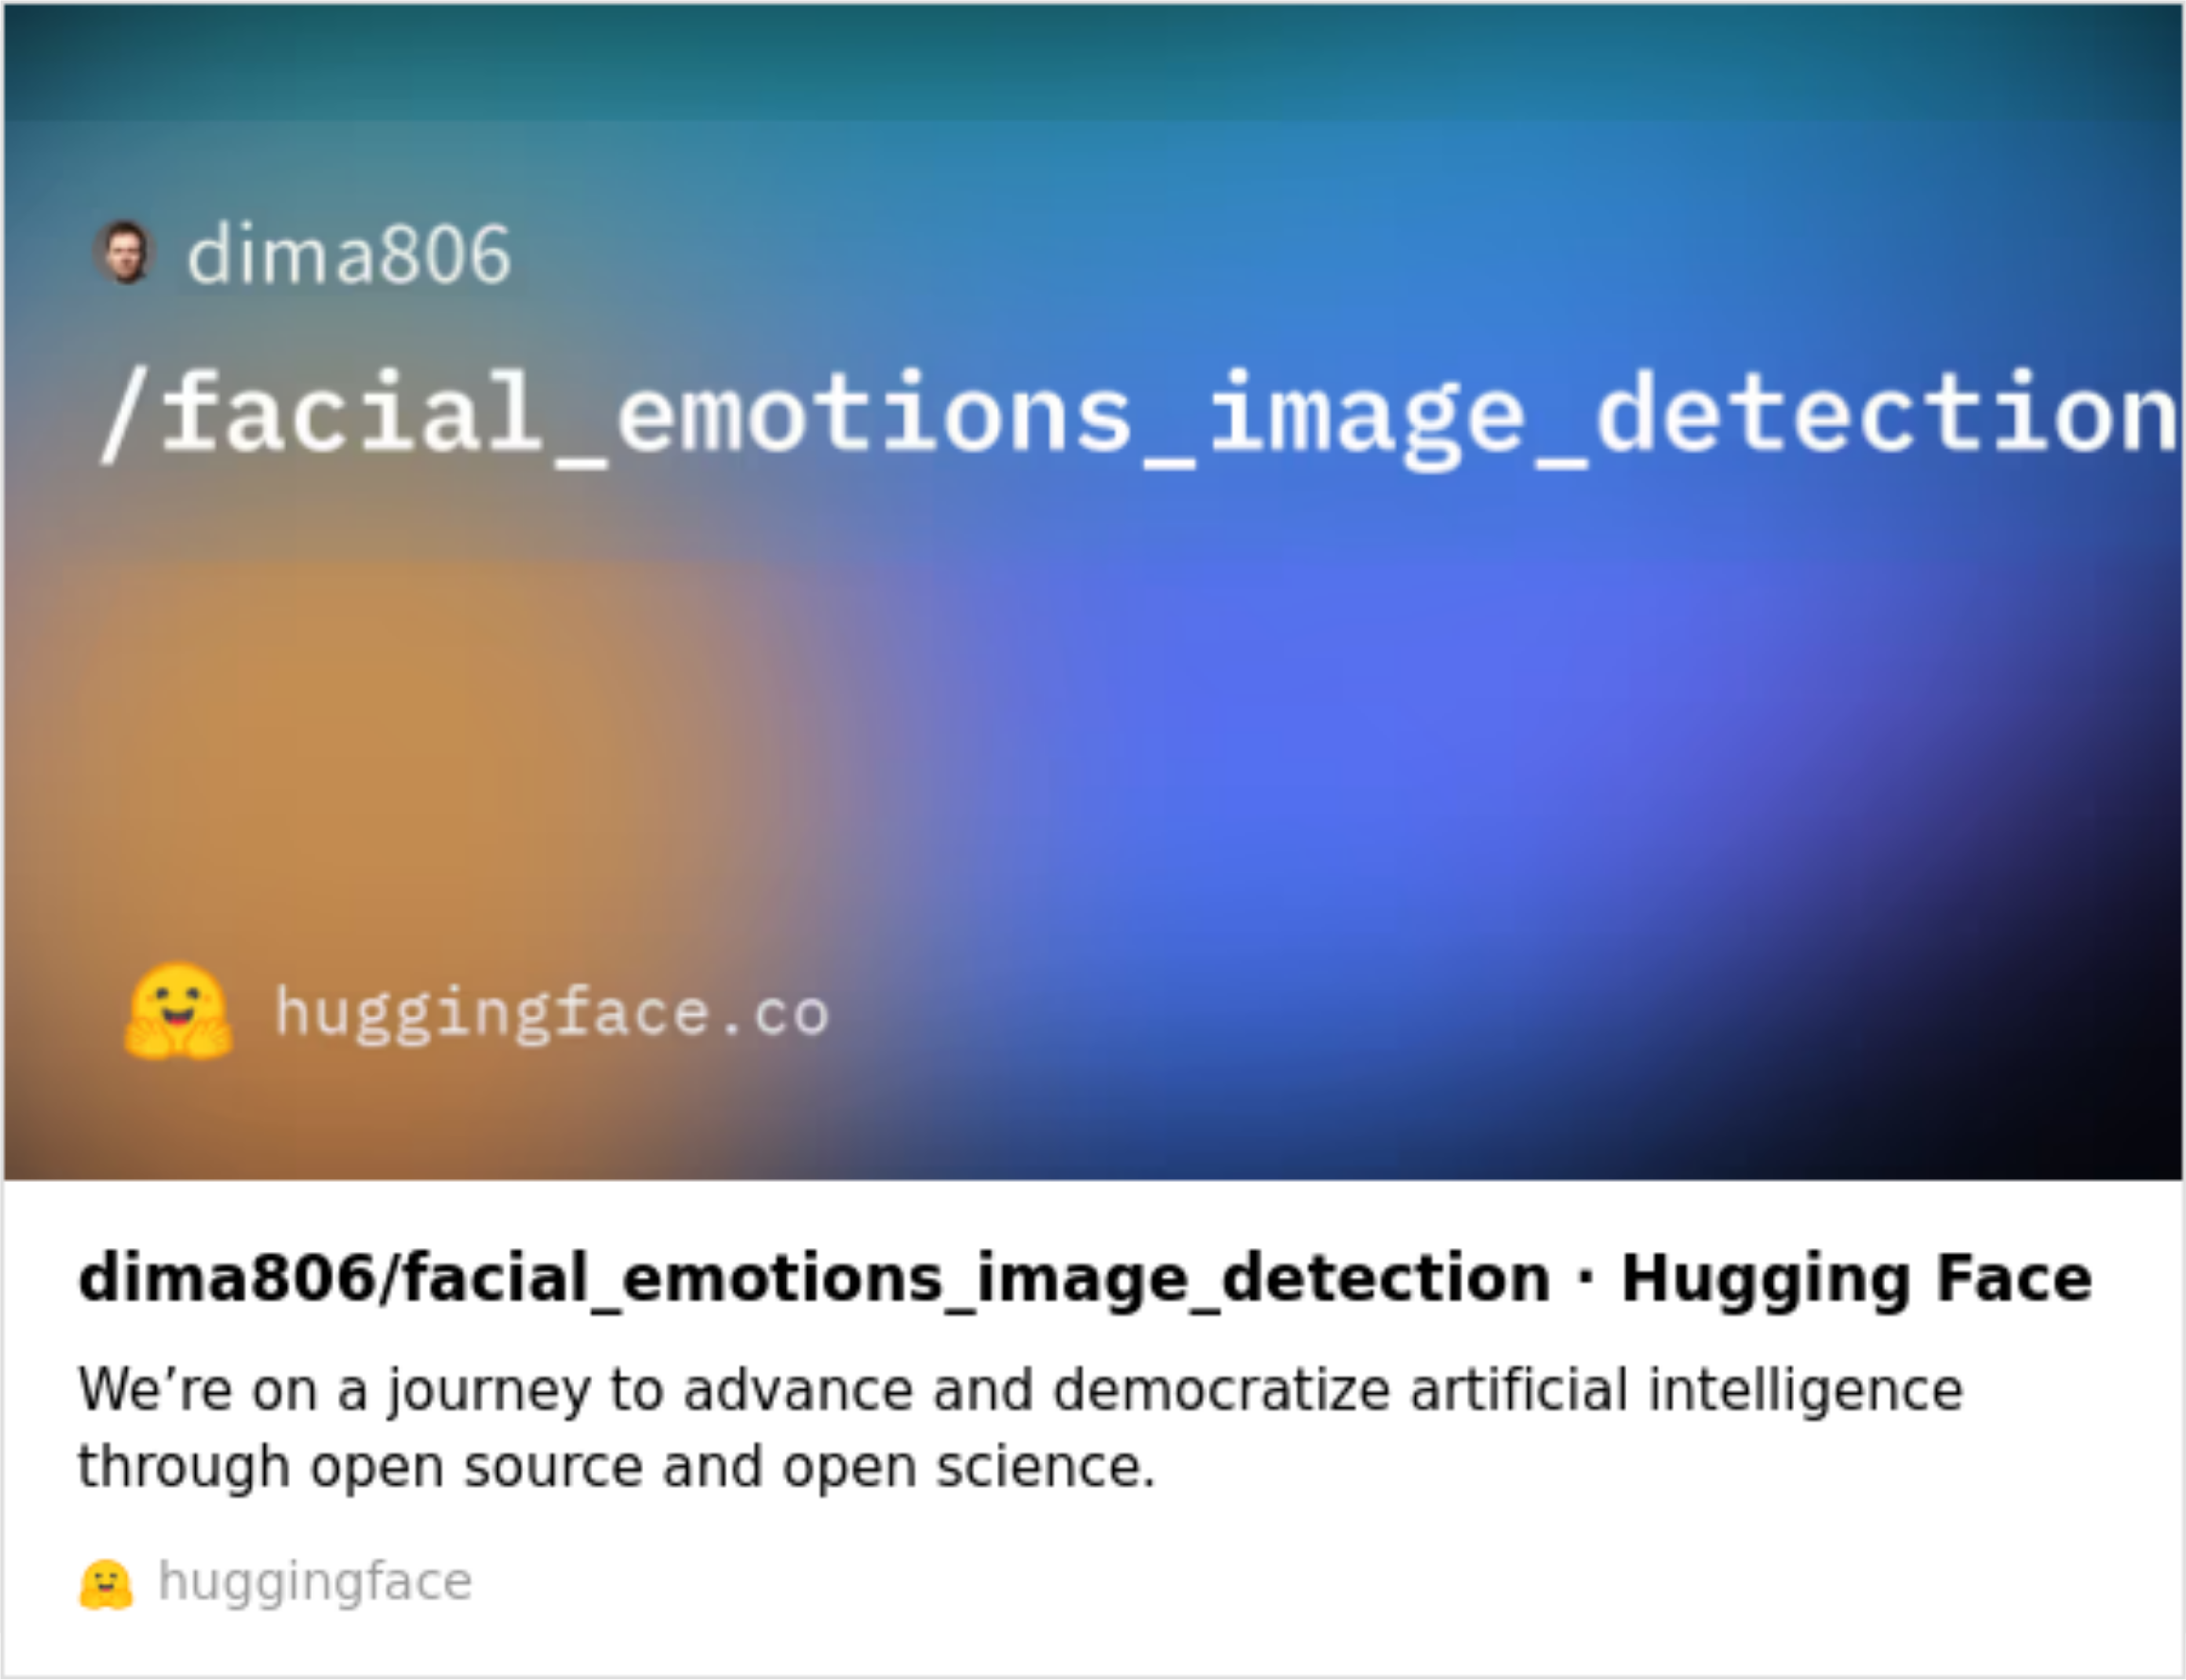 dima806
/facial_emotions_image_detection
huggingface.co
dima806/facial_emotions_image_detection · Hugging Face
We’re on a journey to advance and democratize artificial intelligence
through open source and open science.
huggingface